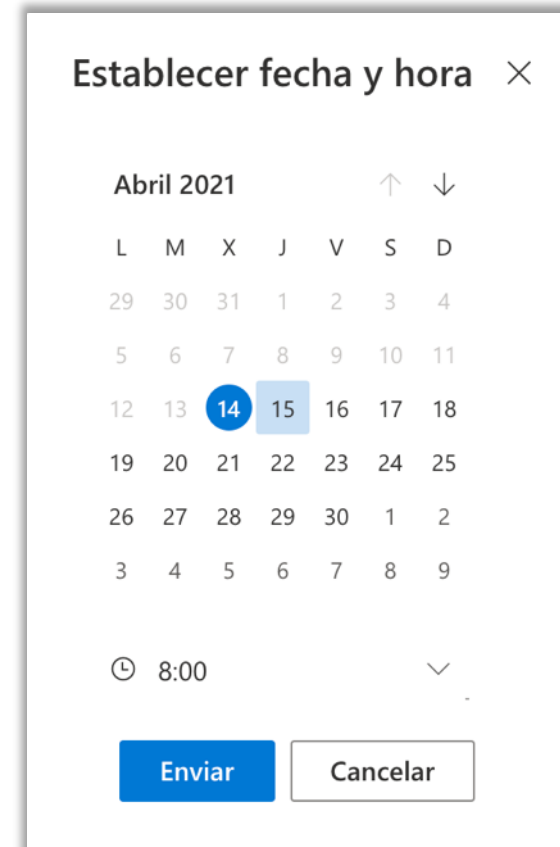 Establecer fecha y hora
Abril 2021
L M X J V S D
29 30 31 1 2 3 4
5 6 7 8 9 10 11
12 13 14 15 16 17 18
19 20 21 22 23 24 25
26 27 28 29 30 1 2
3 4 5 6 7 8 9
8:00
Enviar Cancelar